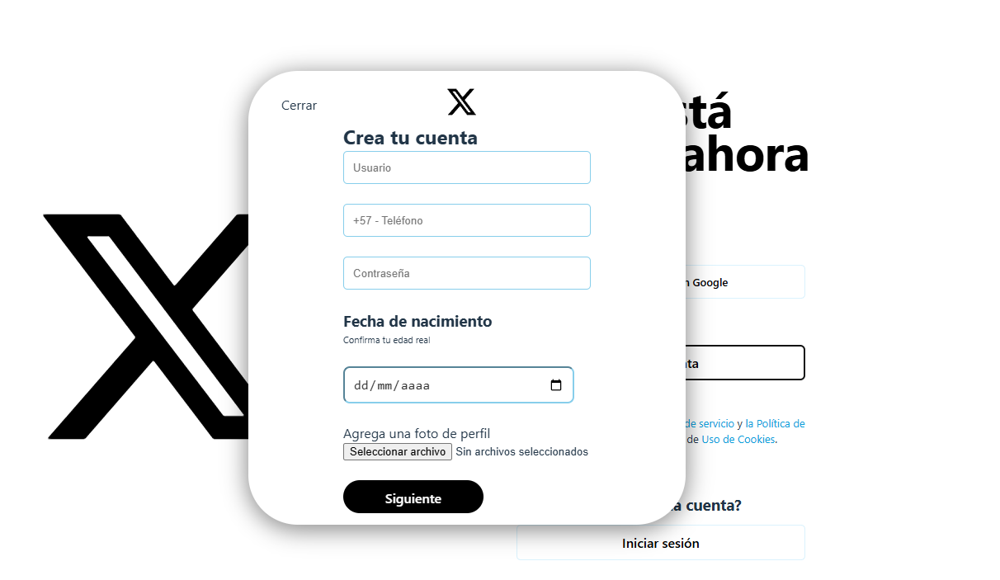 Cerrar
Crea tu cuenta
Usuario
+57 - Teléfono
Contraseña
Fecha de nacimiento
Confirma tu edad real
dd/mm/aaaa
Agrega una foto de perfil
Seleccionar archivo Sin archivos seleccionados
Siguiente
ahora
Google
de servicio y la Política de
de Uso de Cookies.
cuenta?
Iniciar sesión